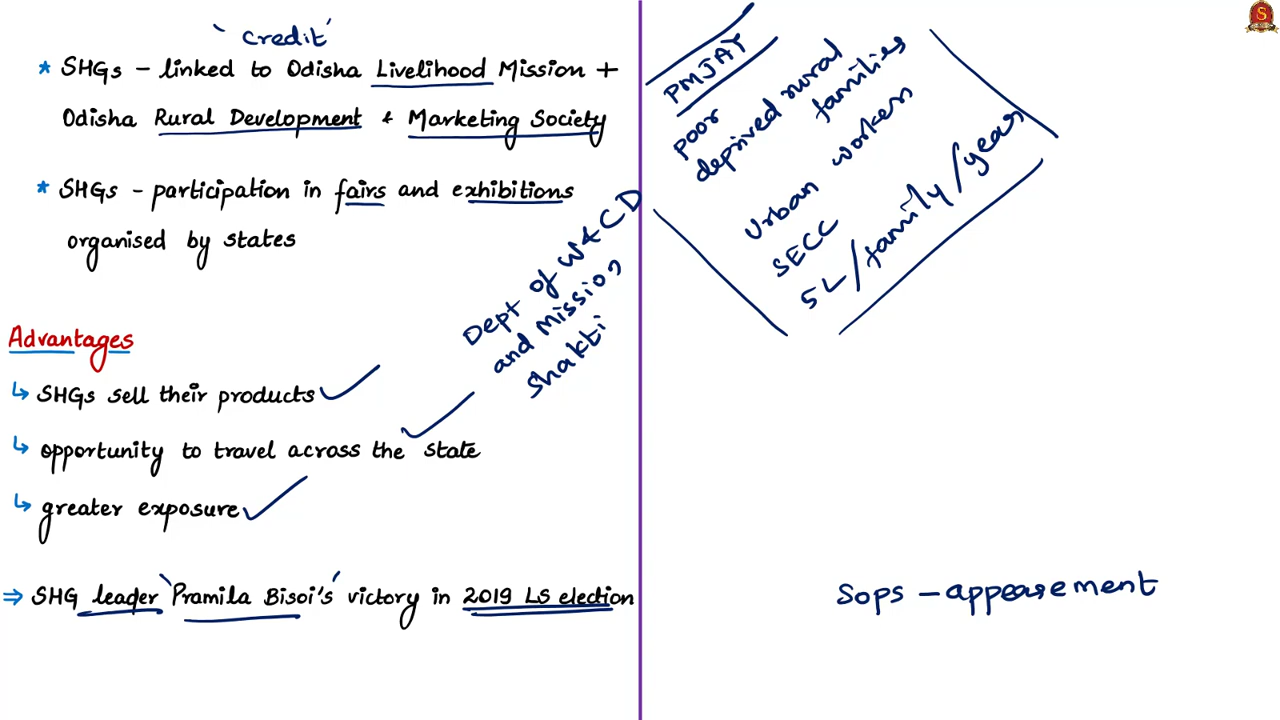 'credit'
* SHGs - linked to Odisha Livelihood Mission +
Odisha Rural Development & Marketing Society
* SHGs - participation in fairs and exhibitions
organised by states
Dept of W & CD
and Mission,
Shakti
Advantages
↳ SHGs sell their products ✓
↳ opportunity to travel across the state ✓
↳ greater exposure ✓
⇒ SHG leader 'Pramila Bisoi's' victory in 2019 LS election
PMJAY
poor
deprived rural
families
Urban workers
SECC
5L/family/year
Sops - appeasement
S